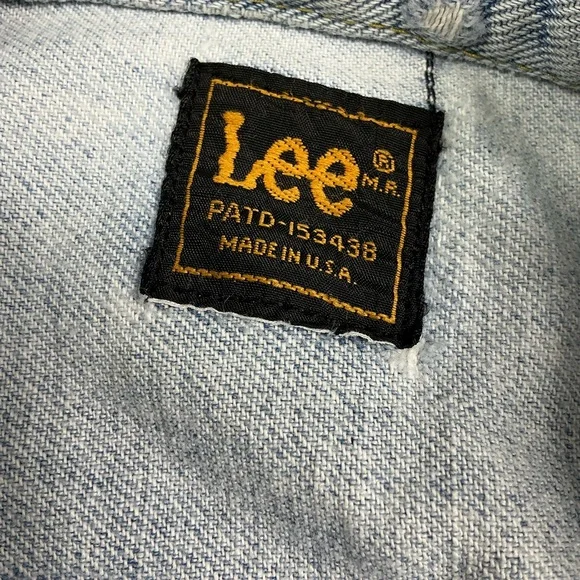 Lee ®
M.R.
PATD-153438
MADE IN U.S.A.